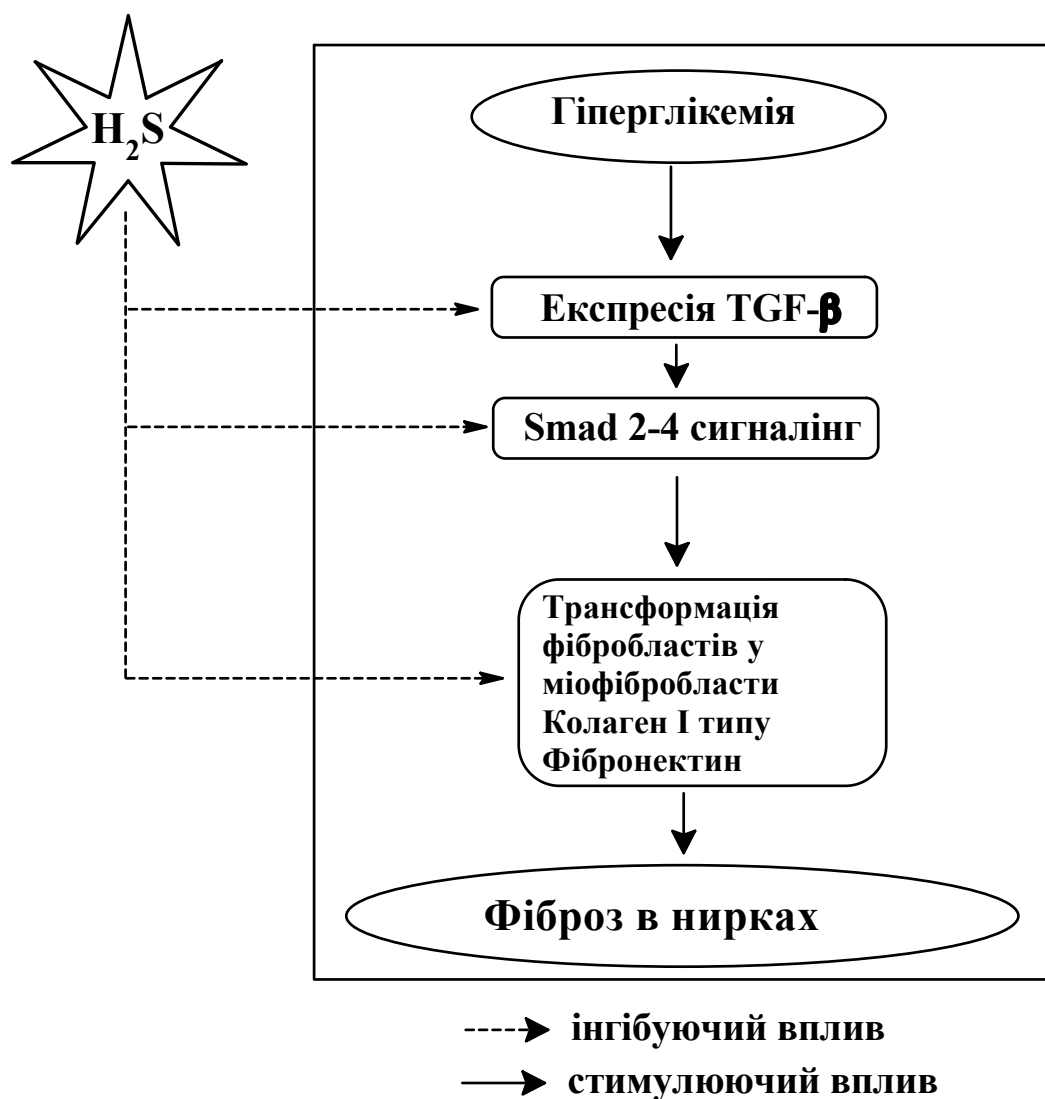 H₂S
Гіперглікемія
Експресія TGF-β
Smad 2-4 сигналінг
Трансформація
фібробластів у
міофібробласти
Колаген I типу
Фібронектин
Фіброз в нирках
інгібуючий вплив
стимулюючий вплив